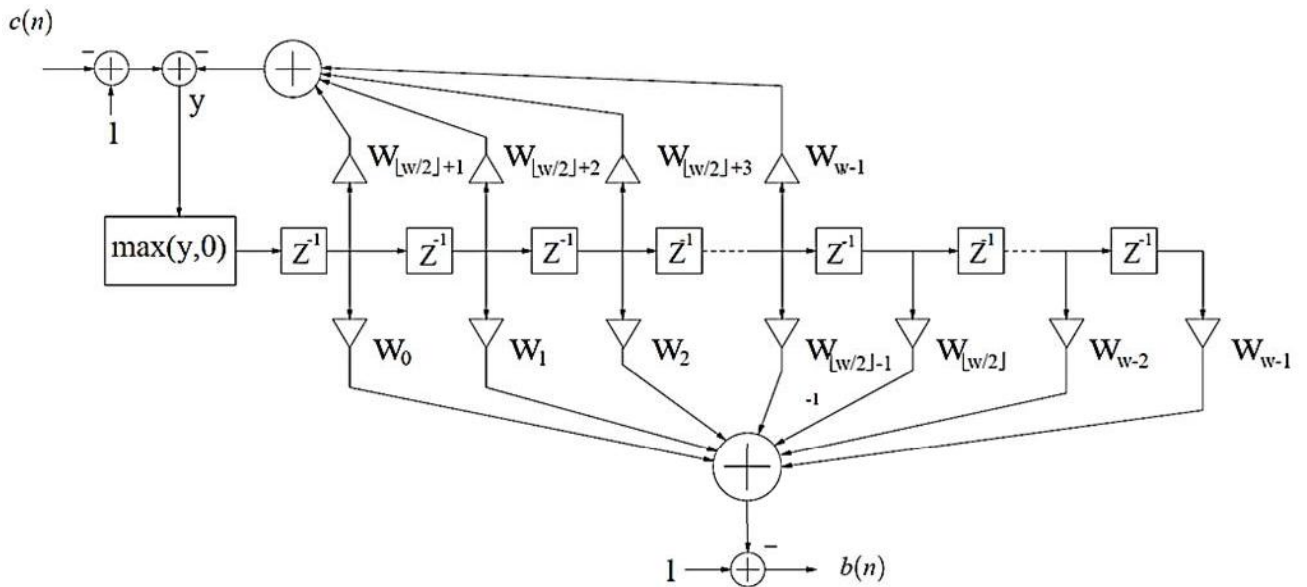 c(n)
− −
1 y
W⌊w/2⌋+1 W⌊w/2⌋+2 W⌊w/2⌋+3 Ww-1
max(y,0) Z-1 Z-1 Z-1 Z-1 Z-1 Z-1 Z-1
W0 W1 W2 W⌊w/2⌋-1 W⌊w/2⌋ Ww-2 Ww-1
-1
−
1 b(n)